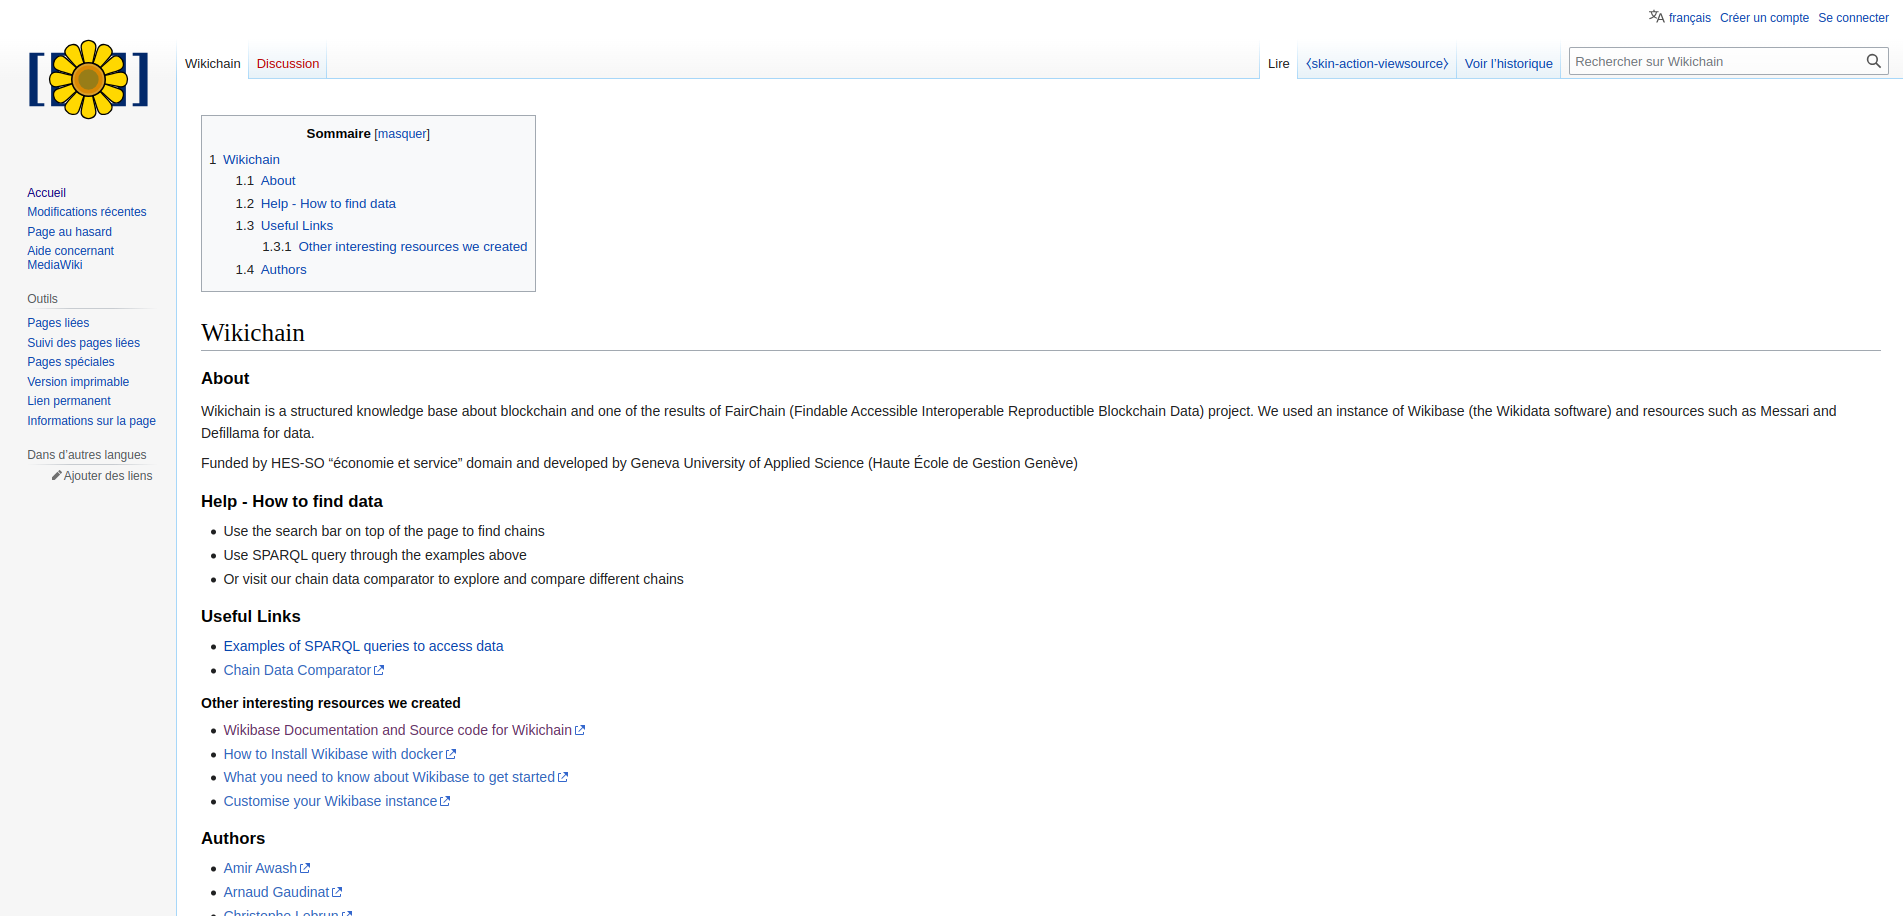 français Créer un compte Se connecter
Wikichain Discussion Lire ⟨skin-action-viewsource⟩ Voir l’historique Rechercher sur Wikichain
Accueil
Modifications récentes
Page au hasard
Aide concernant
MediaWiki
Outils
Pages liées
Suivi des pages liées
Pages spéciales
Version imprimable
Lien permanent
Informations sur la page
Dans d’autres langues
Ajouter des liens
Sommaire [masquer]
1 Wikichain
1.1 About
1.2 Help - How to find data
1.3 Useful Links
1.3.1 Other interesting resources we created
1.4 Authors
Wikichain
About
Wikichain is a structured knowledge base about blockchain and one of the results of FairChain (Findable Accessible Interoperable Reproductible Blockchain Data) project. We used an instance of Wikibase (the Wikidata software) and resources such as Messari and
Defillama for data.
Funded by HES-SO “économie et service” domain and developed by Geneva University of Applied Science (Haute École de Gestion Genève)
Help - How to find data
Use the search bar on top of the page to find chains
Use SPARQL query through the examples above
Or visit our chain data comparator to explore and compare different chains
Useful Links
Examples of SPARQL queries to access data
Chain Data Comparator
Other interesting resources we created
Wikibase Documentation and Source code for Wikichain
How to Install Wikibase with docker
What you need to know about Wikibase to get started
Customise your Wikibase instance
Authors
Amir Awash
Arnaud Gaudinat
Christophe Lebrun